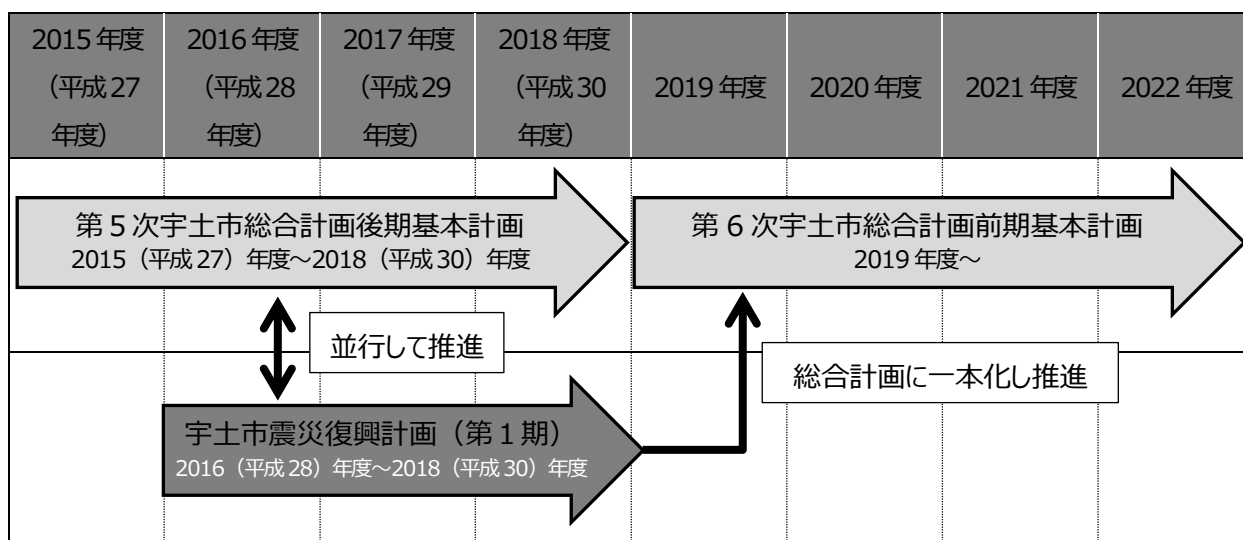 2015年度
(平成27
年度)
2016年度
(平成28
年度)
2017年度
(平成29
年度)
2018年度
(平成30
年度)
2019年度
2020年度
2021年度
2022年度
第5次宇土市総合計画後期基本計画
2015（平成27）年度～2018（平成30）年度
第6次宇土市総合計画前期基本計画
2019年度～
並行して推進
総合計画に一本化し推進
宇土市震災復興計画（第1期）
2016（平成28）年度～2018（平成30）年度